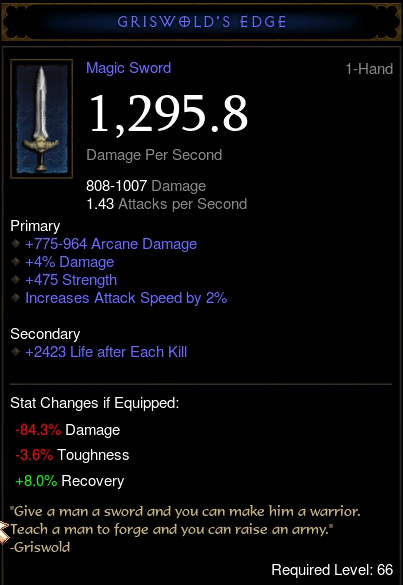 GRISWOLD'S EDGE
Magic Sword 1-Hand
1,295.8
Damage Per Second
808-1007 Damage
1.43 Attacks per Second
Primary
+775-964 Arcane Damage
+4% Damage
+475 Strength
Increases Attack Speed by 2%
Secondary
+2423 Life after Each Kill
Stat Changes if Equipped:
-84.3% Damage
-3.6% Toughness
+8.0% Recovery
"Give a man a sword and you can make him a warrior.
Teach a man to forge and you can raise an army."
-Griswold
Required Level: 66